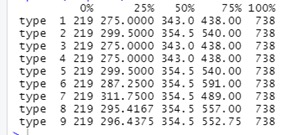 0% 25% 50% 75% 100%
type 1 219 275.0000 343.0 438.00 738
type 2 219 299.5000 354.5 540.00 738
type 3 219 275.0000 343.0 438.00 738
type 4 219 275.0000 343.0 438.00 738
type 5 219 299.5000 354.5 540.00 738
type 6 219 287.2500 354.5 591.00 738
type 7 219 311.7500 354.5 489.00 738
type 8 219 295.4167 354.5 557.00 738
type 9 219 296.4375 354.5 552.75 738
>